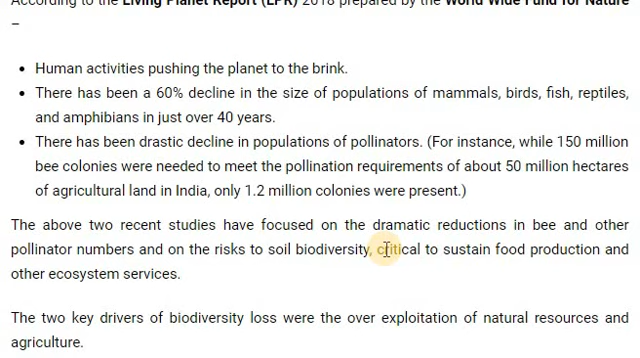 According to the Living Planet Report (LPR) 2018 prepared by the World Wide Fund for Nature
–
• Human activities pushing the planet to the brink.
• There has been a 60% decline in the size of populations of mammals, birds, fish, reptiles,
and amphibians in just over 40 years.
• There has been drastic decline in populations of pollinators. (For instance, while 150 million
bee colonies were needed to meet the pollination requirements of about 50 million hectares
of agricultural land in India, only 1.2 million colonies were present.)
The above two recent studies have focused on the dramatic reductions in bee and other
pollinator numbers and on the risks to soil biodiversity, critical to sustain food production and
other ecosystem services.
The two key drivers of biodiversity loss were the over exploitation of natural resources and
agriculture.